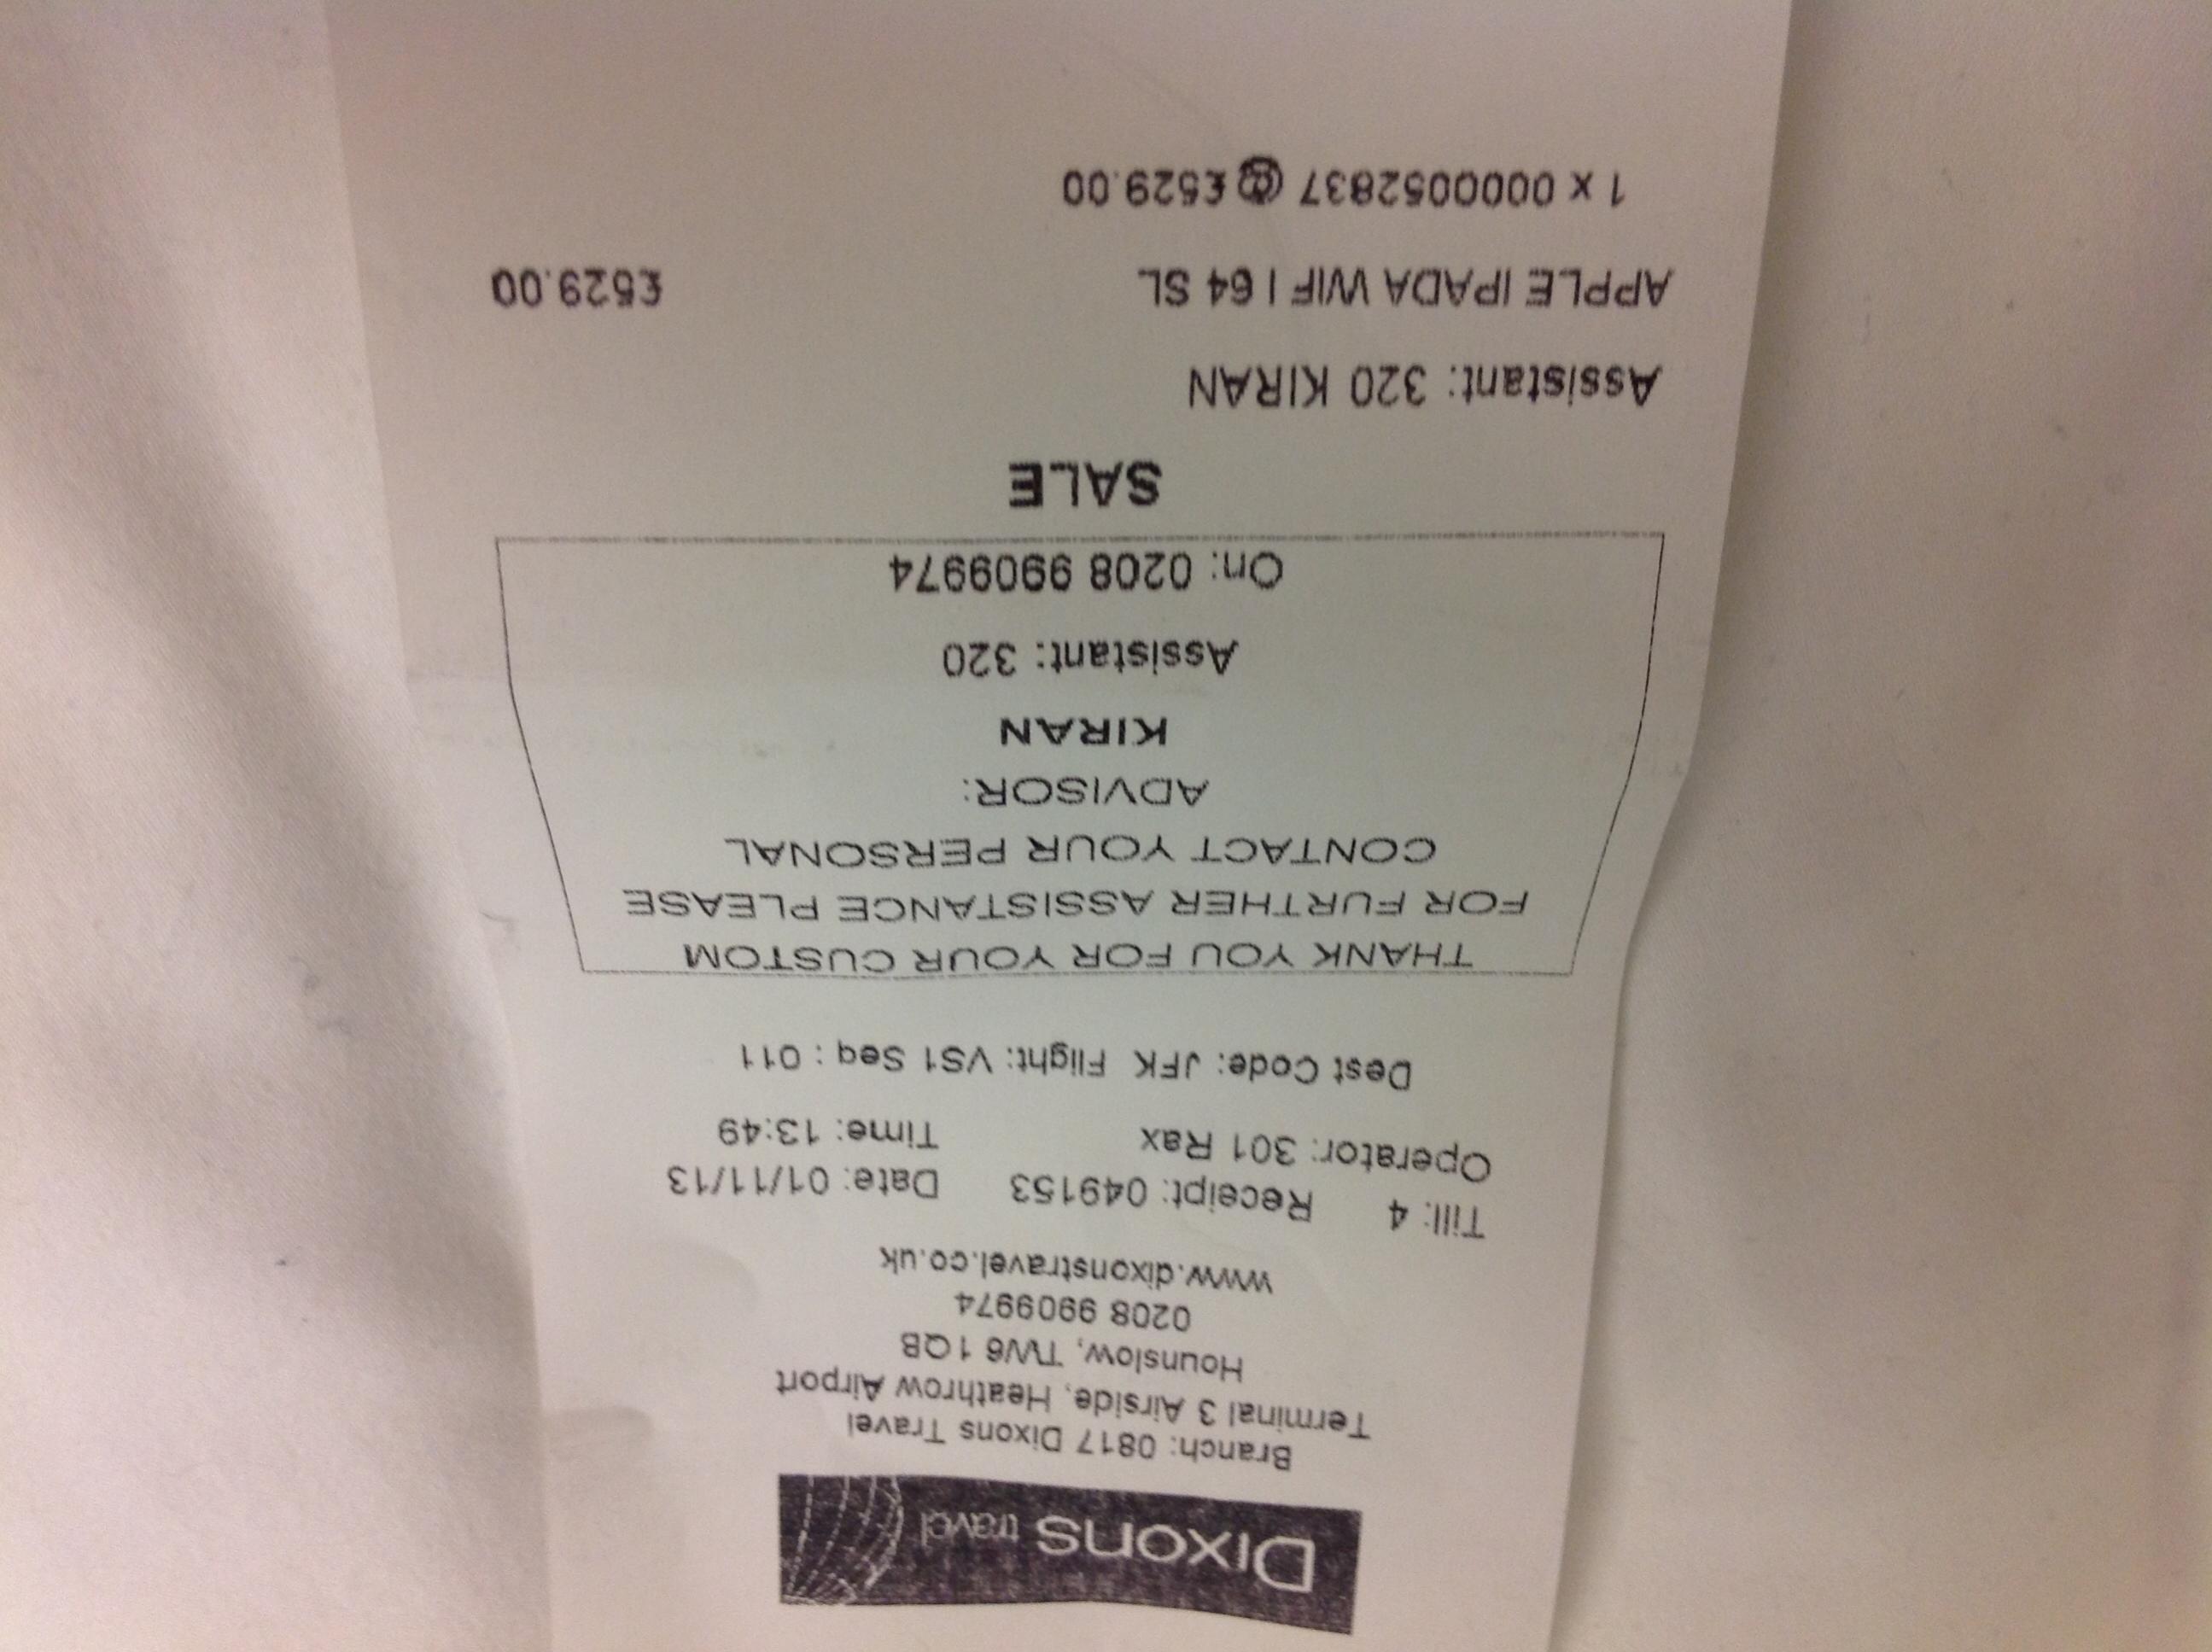 Dixons travel
Branch: 0817 Dixons Travel
Terminal 3 Airside, Heathrow Airport
Hounslow, TW6 1QB
0208 9909974
www.dixonstravel.co.uk
Till: 4 Receipt: 049153 Date: 01/11/13
Operator: 301 Rax Time: 13:49
Dest Code: JFK Flight: VS1 Seq : 011
THANK YOU FOR YOUR CUSTOM
FOR FURTHER ASSISTANCE PLEASE
CONTACT YOUR PERSONAL
ADVISOR:
KIRAN
Assistant: 320
On: 0208 9909974
SALE
Assistant: 320 KIRAN
APPLE IPADA WIF I 64 SL £529.00
1 x 0000052837 @ £529.00